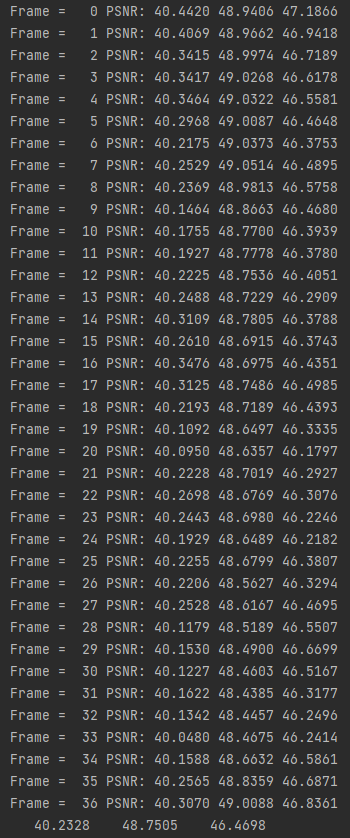 Frame =   0 PSNR: 40.4420 48.9406 47.1866
Frame =   1 PSNR: 40.4069 48.9662 46.9418
Frame =   2 PSNR: 40.3415 48.9974 46.7189
Frame =   3 PSNR: 40.3417 49.0268 46.6178
Frame =   4 PSNR: 40.3464 49.0322 46.5581
Frame =   5 PSNR: 40.2968 49.0087 46.4648
Frame =   6 PSNR: 40.2175 49.0373 46.3753
Frame =   7 PSNR: 40.2529 49.0514 46.4895
Frame =   8 PSNR: 40.2369 48.9813 46.5758
Frame =   9 PSNR: 40.1464 48.8663 46.4680
Frame =  10 PSNR: 40.1755 48.7700 46.3939
Frame =  11 PSNR: 40.1927 48.7778 46.3780
Frame =  12 PSNR: 40.2225 48.7536 46.4051
Frame =  13 PSNR: 40.2488 48.7229 46.2909
Frame =  14 PSNR: 40.3109 48.7805 46.3788
Frame =  15 PSNR: 40.2610 48.6915 46.3743
Frame =  16 PSNR: 40.3476 48.6975 46.4351
Frame =  17 PSNR: 40.3125 48.7486 46.4985
Frame =  18 PSNR: 40.2193 48.7189 46.4393
Frame =  19 PSNR: 40.1092 48.6497 46.3335
Frame =  20 PSNR: 40.0950 48.6357 46.1797
Frame =  21 PSNR: 40.2228 48.7019 46.2927
Frame =  22 PSNR: 40.2698 48.6769 46.3076
Frame =  23 PSNR: 40.2443 48.6980 46.2246
Frame =  24 PSNR: 40.1929 48.6489 46.2182
Frame =  25 PSNR: 40.2255 48.6799 46.3807
Frame =  26 PSNR: 40.2206 48.5627 46.3294
Frame =  27 PSNR: 40.2528 48.6167 46.4695
Frame =  28 PSNR: 40.1179 48.5189 46.5507
Frame =  29 PSNR: 40.1530 48.4900 46.6699
Frame =  30 PSNR: 40.1227 48.4603 46.5167
Frame =  31 PSNR: 40.1622 48.4385 46.3177
Frame =  32 PSNR: 40.1342 48.4457 46.2496
Frame =  33 PSNR: 40.0480 48.4675 46.2414
Frame =  34 PSNR: 40.1588 48.6632 46.5861
Frame =  35 PSNR: 40.2565 48.8359 46.6871
Frame =  36 PSNR: 40.3070 49.0088 46.8361
   40.2328    48.7505    46.4698